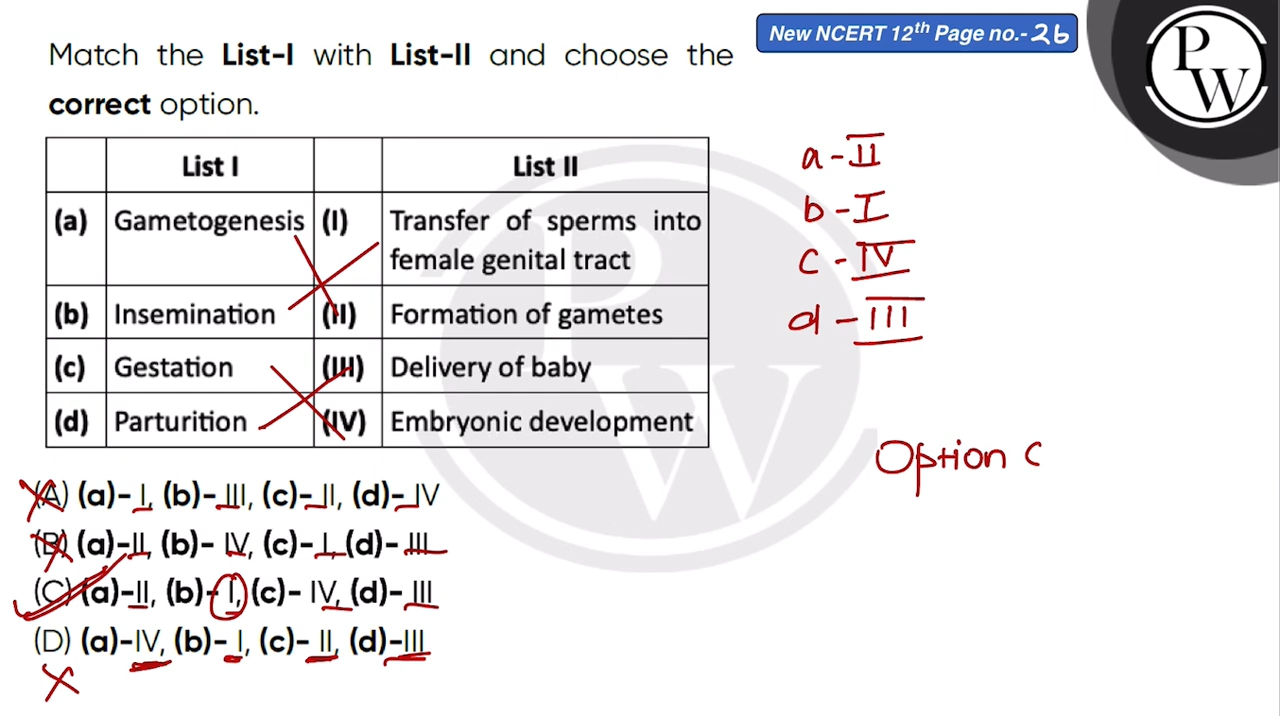 New NCERT 12th Page no.- 26
P
W
Match the List-I with List-II and choose the
correct option.
List I List II
(a) Gametogenesis (I) Transfer of sperms into
female genital tract
(b) Insemination (II) Formation of gametes
(c) Gestation (III) Delivery of baby
(d) Parturition (IV) Embryonic development
(A) (a)- I, (b)-III, (c)-II, (d)-IV
(B) (a)-II, (b)- IV, (c)-I, (d)-III
(C) (a)-II, (b)-I, (c)- IV, (d)-III
(D) (a)-IV, (b)-I, (c)- II, (d)-III
a-II
b-I
c-IV
d-III
Option C
P
W